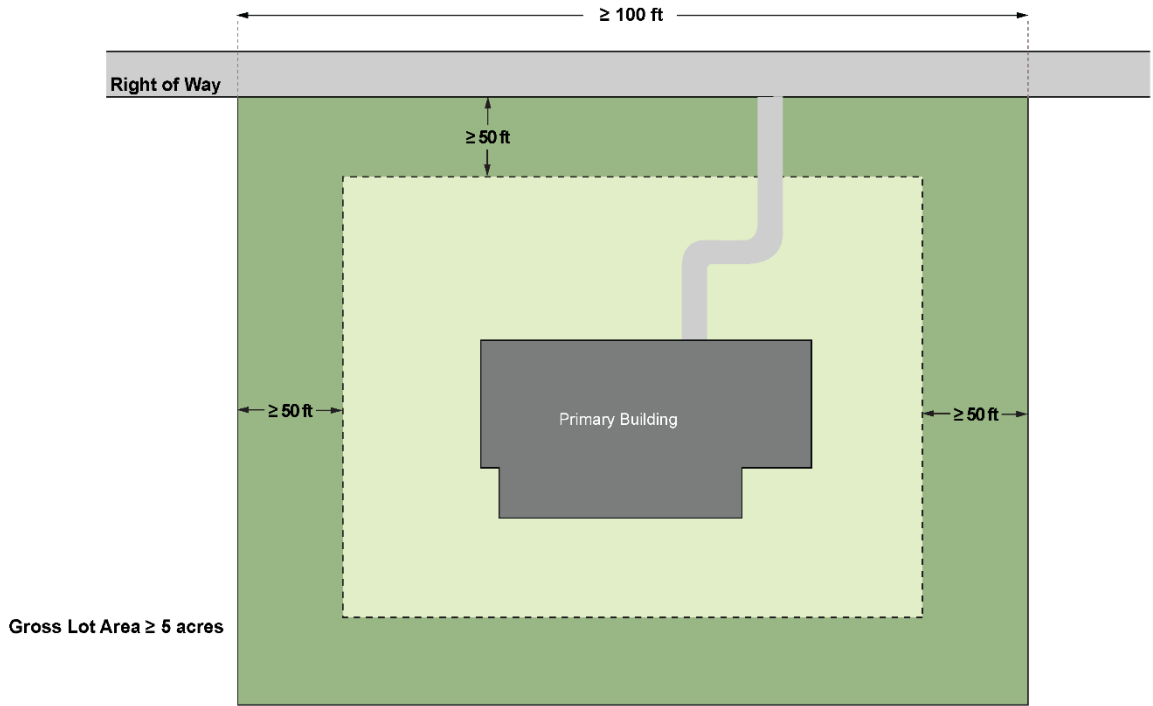 ≥ 100 ft
Right of Way
≥ 50 ft
≥ 50 ft
≥ 50 ft
Primary Building
Gross Lot Area ≥ 5 acres